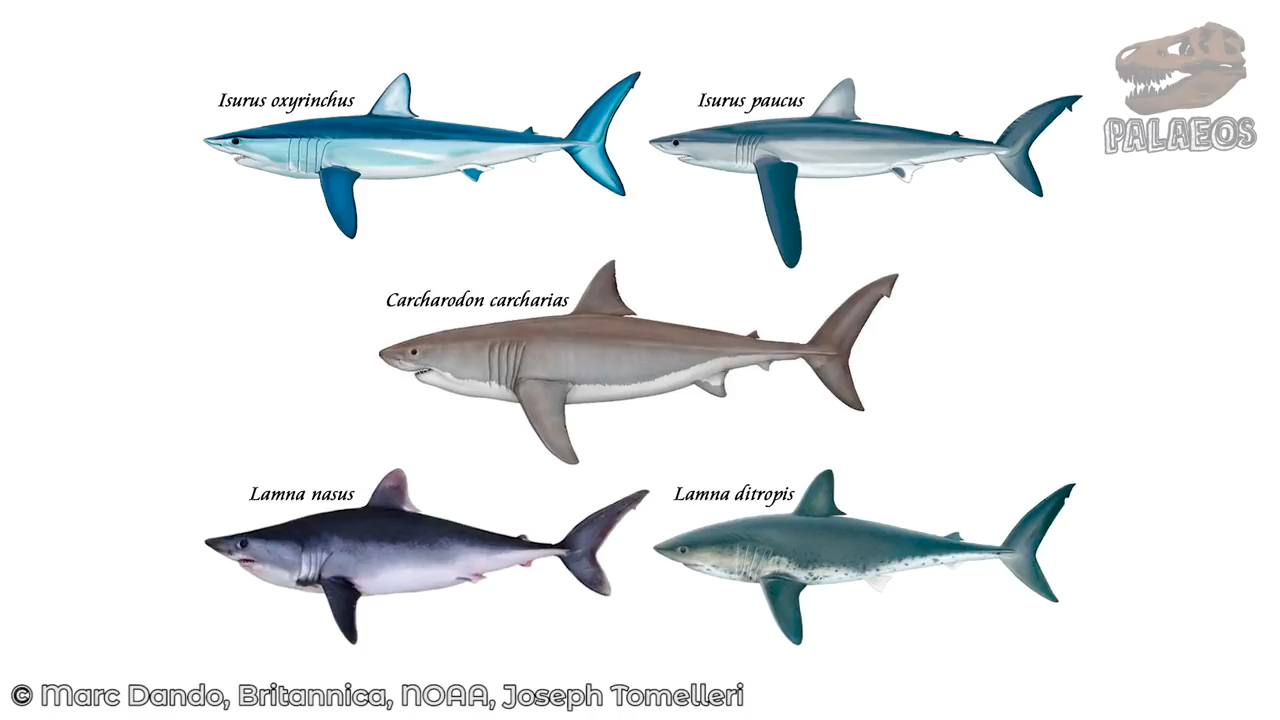 Isurus oxyrinchus
Isurus paucus
PALAEOS
Carcharodon carcharias
Lamna nasus
Lamna ditropis
© Marc Dando, Britannica, NOAA, Joseph Tomelleri